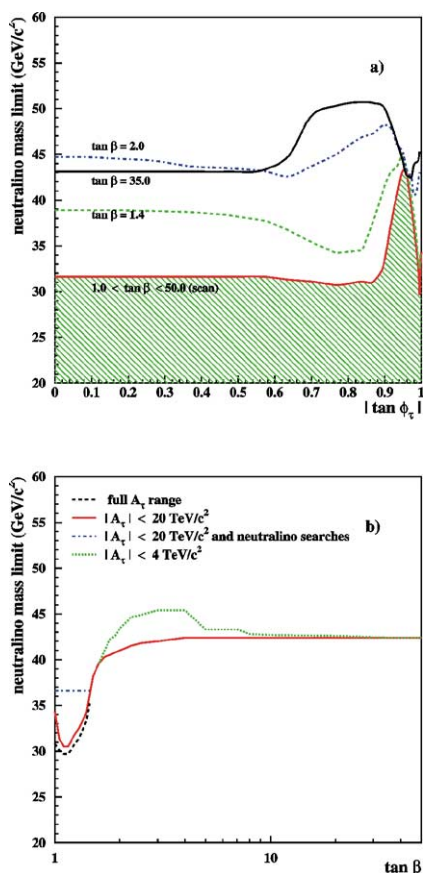 neutralino mass limit (GeV/c²)
60
55
50
45
40
35
30
25
20
a)
tan β = 2.0
tan β = 35.0
tan β = 1.4
1.0 < tan β < 50.0 (scan)
0 0.1 0.2 0.3 0.4 0.5 0.6 0.7 0.8 0.9 1
| tan ϕτ |
neutralino mass limit (GeV/c²)
60
55
50
45
40
35
30
25
20
full Aτ range
| Aτ | < 20 TeV/c²
b)
| Aτ | < 20 TeV/c² and neutralino searches
| Aτ | < 4 TeV/c²
1 10
tan β